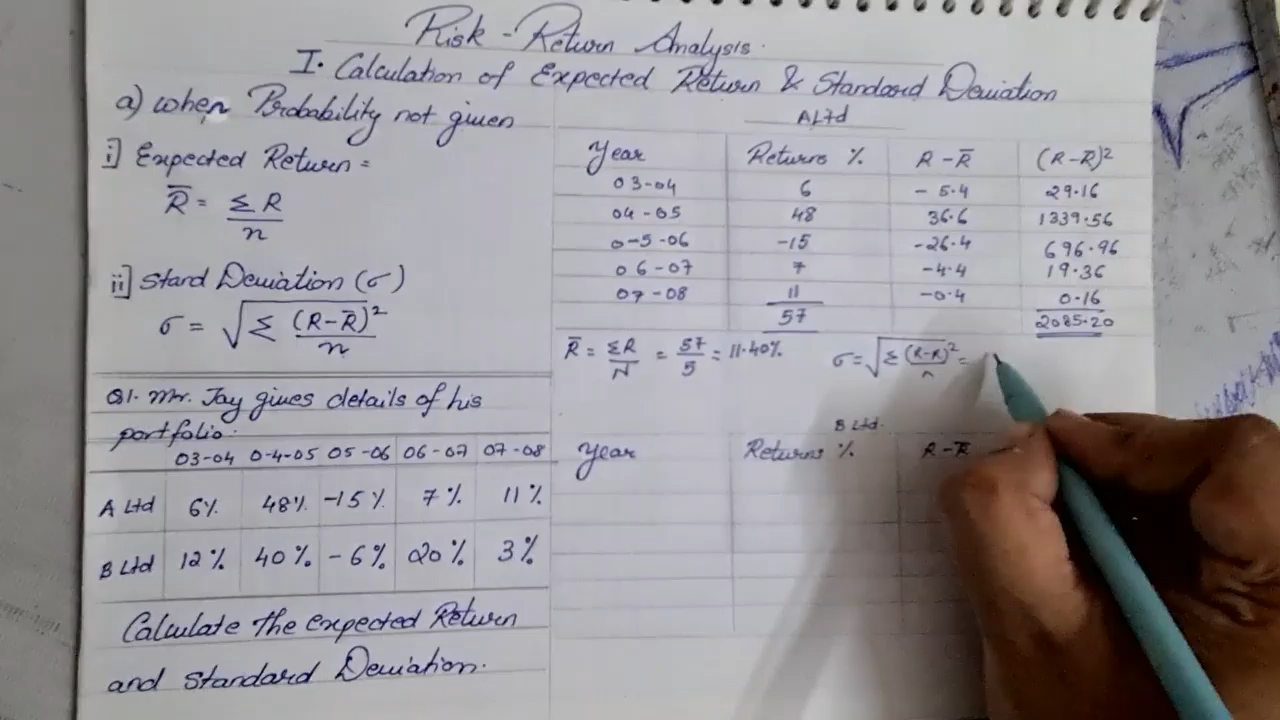 Risk - Return Analysis.
I. Calculation of Expected Return & Standard Deviation
a) when Probability not given
i] Expected Return =
R̅ = ΣR
n
ii] Stard Deviation (σ)
σ = √Σ (R-R̅)²
n
Q1. Mr. Jay gives details of his
portfolio.
03-04 0-4-05 05-06 06-07 07-08
A Ltd 6% 48% -15% 7% 11%
B Ltd 12% 40% -6% 20% 3%
Calculate the expected Return
and Standard Deviation.
A Ltd
Year Returns % R-R̅ (R-R̅)²
03-04 6 -5.4 29.16
04-05 48 36.6 1339.56
0-5-06 -15 -26.4 696.96
06-07 7 -4.4 19.36
07-08 11 -0.4 0.16
57 2085.20
R̅ = ΣR = 57 = 11.40% σ = √Σ (R-R)² =
N 5 n
B Ltd.
Year Returns % R-R̅